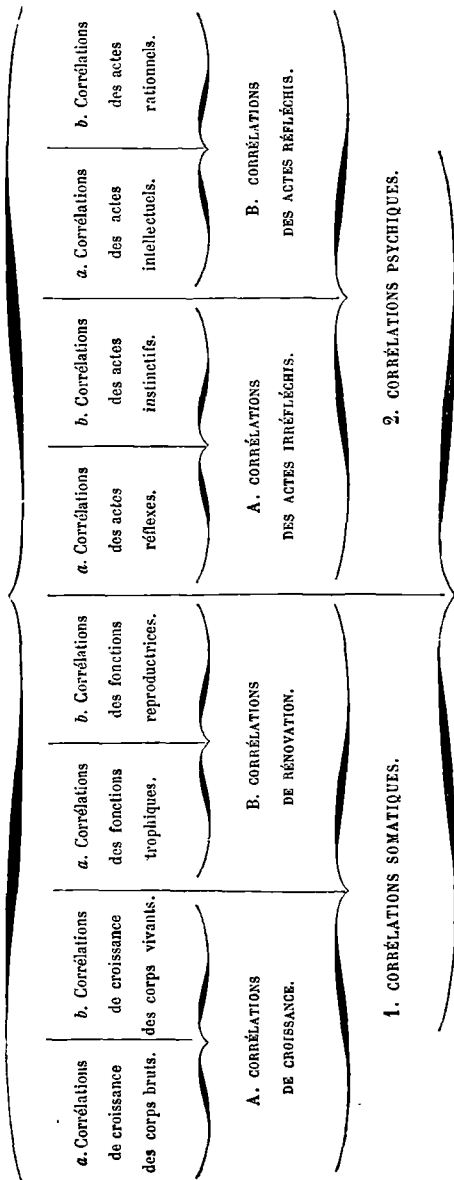 a. Corrélations
de croissance
des corps bruts.
b. Corrélations
de croissance
des corps vivants.
a. Corrélations
des fonctions
trophiques.
b. Corrélations
des fonctions
reproductrices.
a. Corrélations
des actes
réflexes.
b. Corrélations
des actes
instinctifs.
a. Corrélations
des actes
intellectuels.
b. Corrélations
des actes
rationnels.
A. CORRÉLATIONS
DE CROISSANCE.
B. CORRÉLATIONS
DE RÉNOVATION.
A. CORRÉLATIONS
DES ACTES IRRÉFLÉCHIS.
B. CORRÉLATIONS
DES ACTES RÉFLÉCHIS.
1. CORRÉLATIONS SOMATIQUES.
2. CORRÉLATIONS PSYCHIQUES.